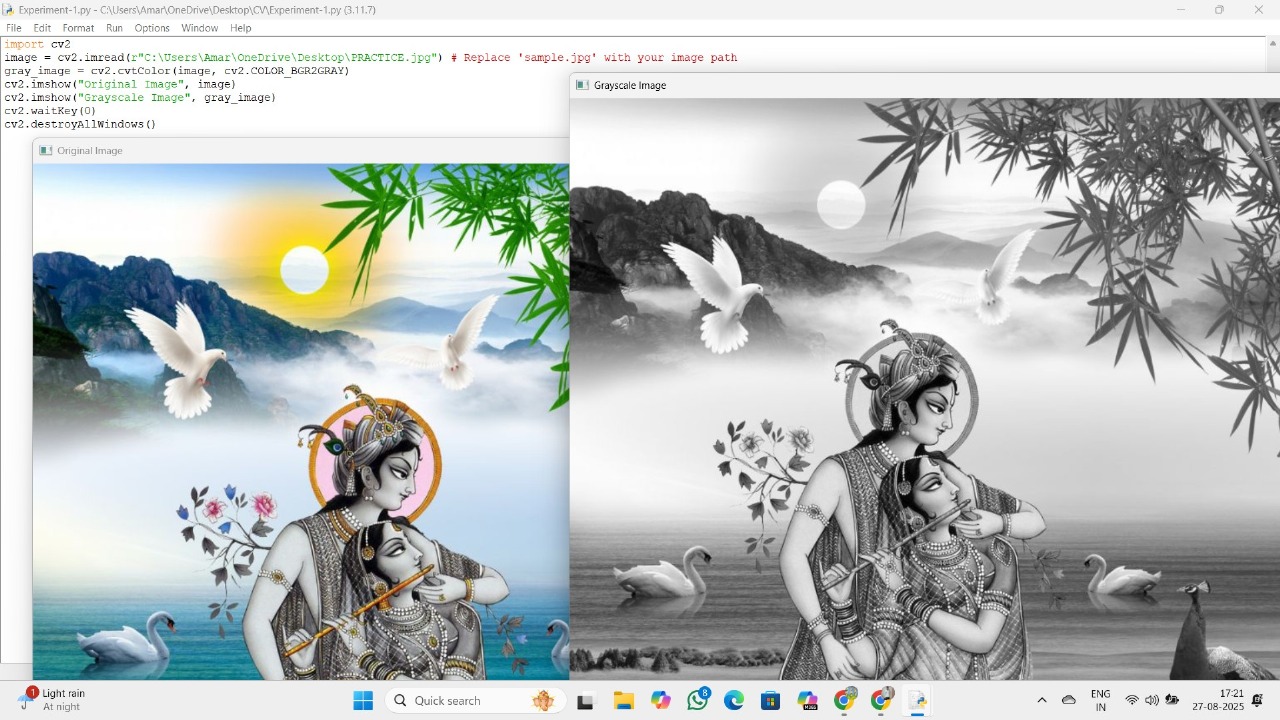 Experiment-1.py - C:\Users\Amar\OneDrive\Desktop\CV\Experiment-1.py (3.11.7)
File Edit Format Run Options Window Help
import cv2
image = cv2.imread(r"C:\Users\Amar\OneDrive\Desktop\PRACTICE.jpg") # Replace 'sample.jpg' with your image path
gray_image = cv2.cvtColor(image, cv2.COLOR_BGR2GRAY)
cv2.imshow("Original Image", image)
cv2.imshow("Grayscale Image", gray_image)
cv2.waitKey(0)
cv2.destroyAllWindows()
Grayscale Image
Original Image
1
Light rain
At night
Quick search
8
ENG
IN
17:21
27-08-2025